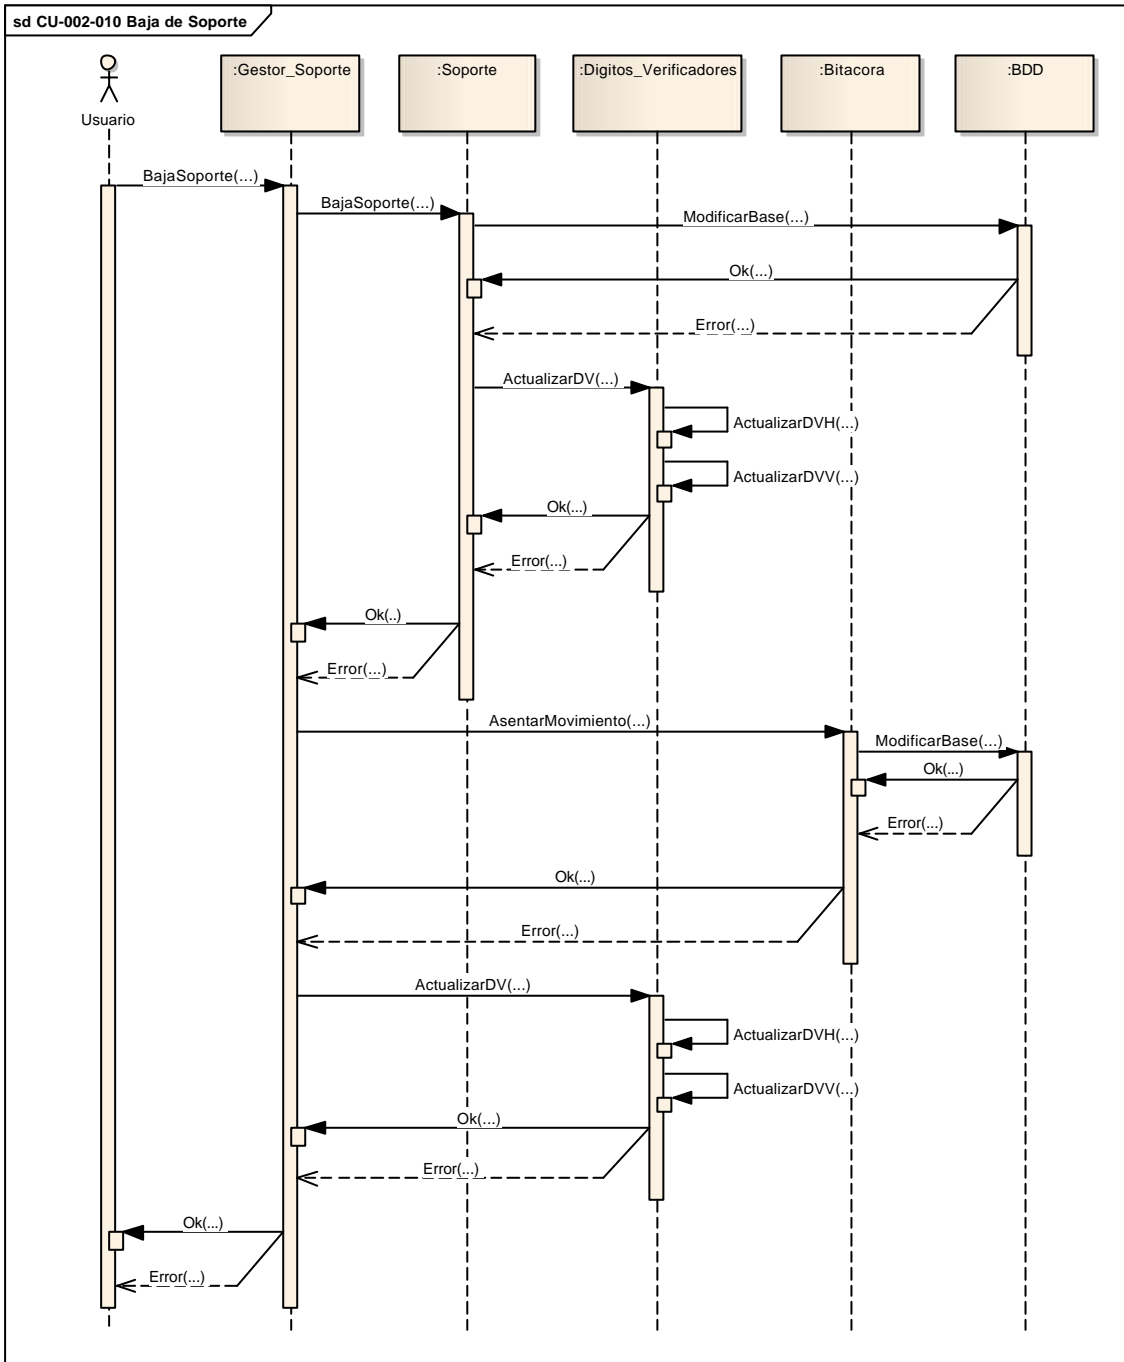 sd CU-002-010 Baja de Soporte
Usuario
:Gestor_Soporte
:Soporte
:Digitos_Verificadores
:Bitacora
:BDD
BajaSoporte(...)
BajaSoporte(...)
ModificarBase(...)
Ok(...)
Error(...)
ActualizarDV(...)
ActualizarDVH(...)
ActualizarDVV(...)
Ok(...)
Error(...)
Ok(..)
Error(...)
AsentarMovimiento(...)
ModificarBase(...)
Ok(...)
Error(...)
Ok(...)
Error(...)
ActualizarDV(...)
ActualizarDVH(...)
ActualizarDVV(...)
Ok(...)
Error(...)
Ok(...)
Error(...)